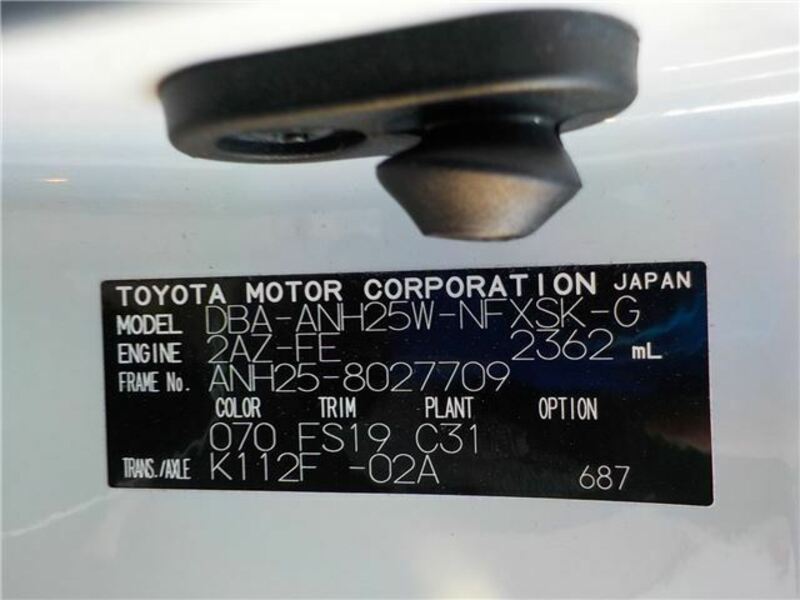 TOYOTA MOTOR CORPORATION JAPAN
MODEL DBA-ANH25W-NFXSK-G
ENGINE 2AZ-FE 2362 mL
FRAME No. ANH25-8027709
COLOR TRIM PLANT OPTION
070 FS19 C31
TRANS./AXLE K112F -02A 687